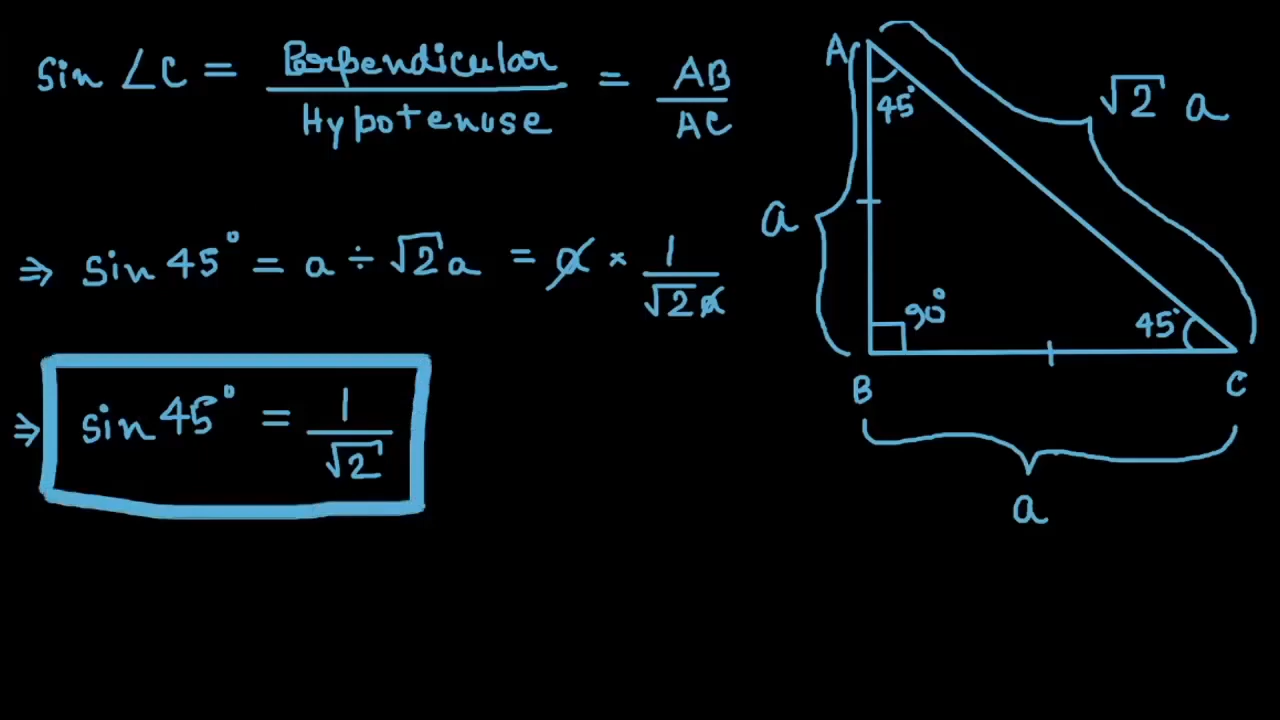 sin ∠C = Perpendicular / Hypotenuse = AB / AC
⇒ sin 45° = a ÷ √2 a = a × 1 / √2 a
⇒ sin 45° = 1 / √2
A
45°
√2 a
a
90°
45°
B
C
a